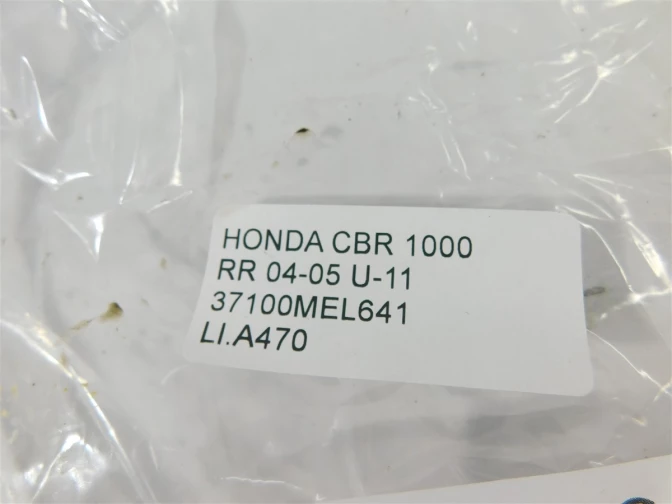 HONDA CBR 1000
RR 04-05 U-11
37100MEL641
LI.A470